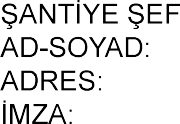 ŞANTİYE ŞEF
AD-SOYAD:
ADRES:
İMZA: